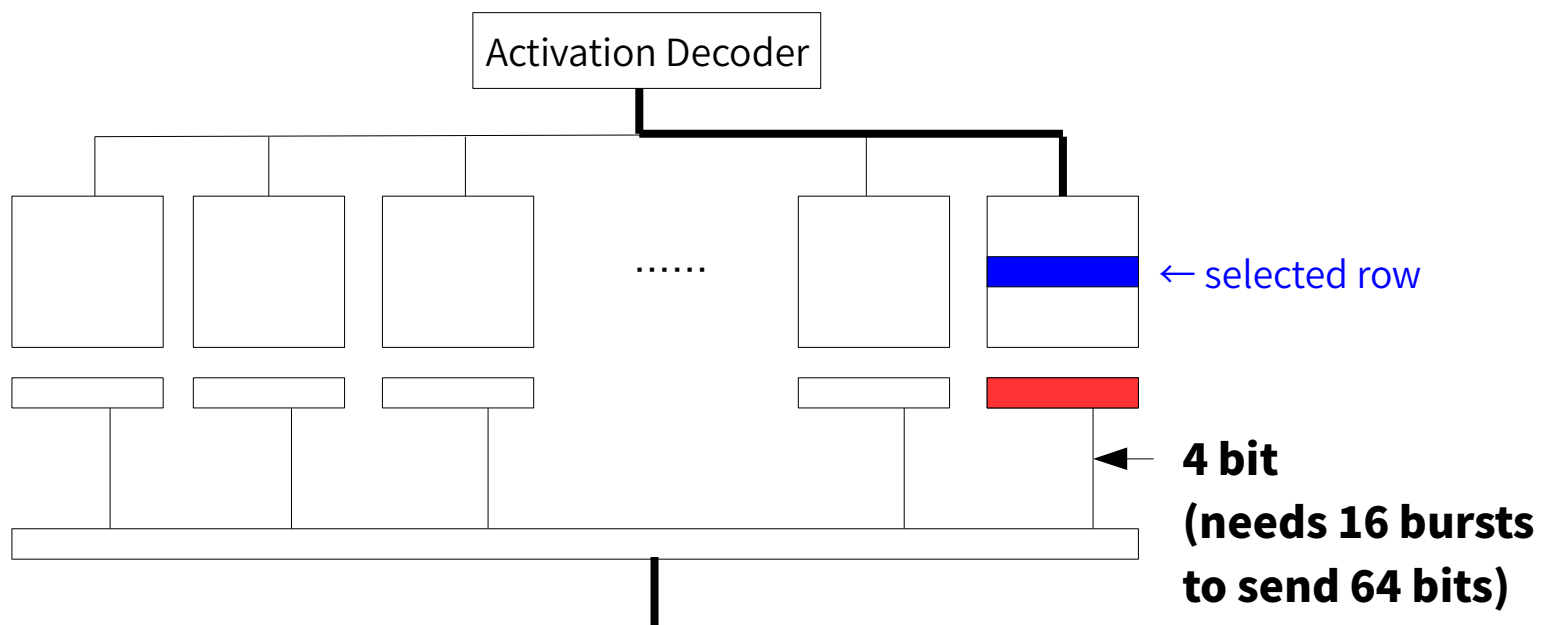 Activation Decoder
......
← selected row
4 bit
(needs 16 bursts
to send 64 bits)